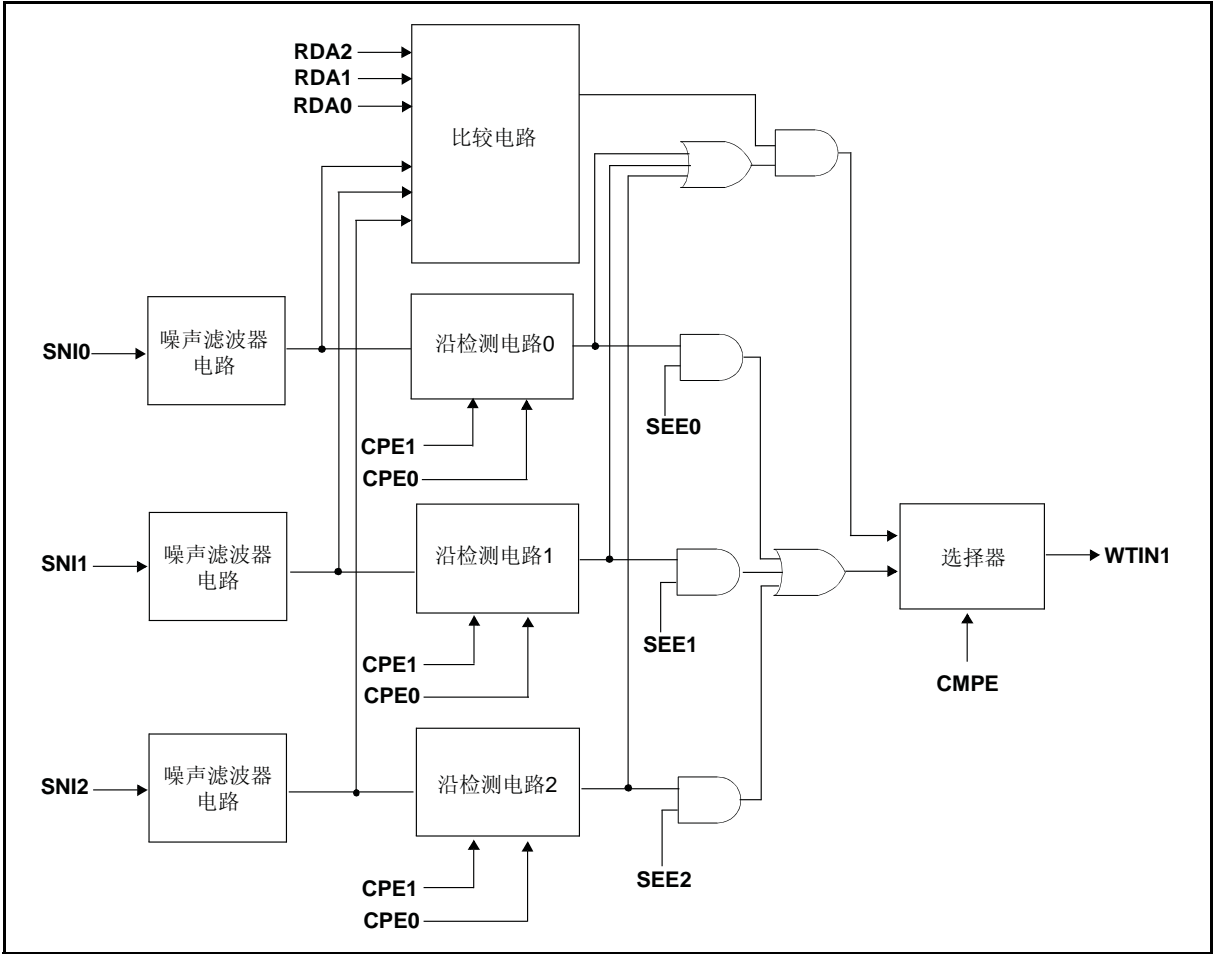 RDA2
RDA1
RDA0
比较电路
SNI0
噪声滤波器
电路
沿检测电路0
CPE1
CPE0
SEE0
SNI1
噪声滤波器
电路
沿检测电路1
CPE1
CPE0
SEE1
选择器
WTIN1
CMPE
SNI2
噪声滤波器
电路
沿检测电路2
CPE1
CPE0
SEE2